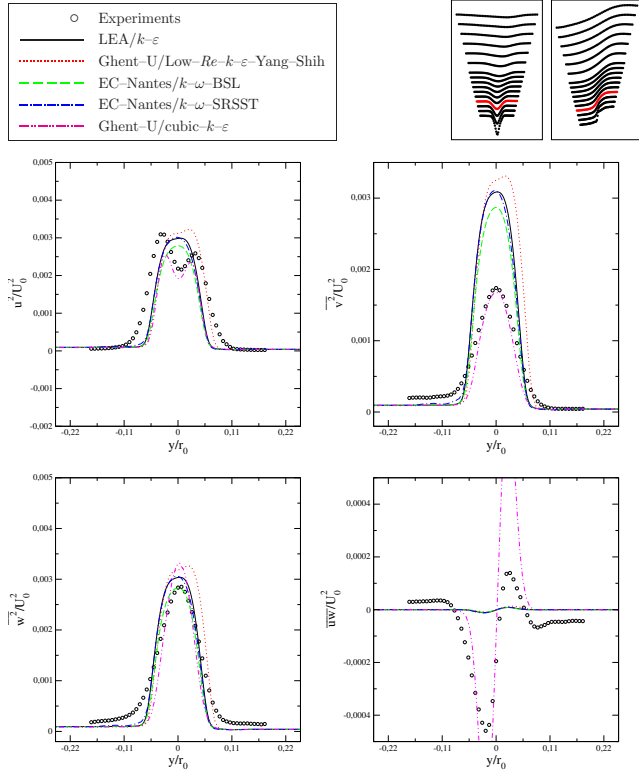 Experiments
LEA/k–ε
Ghent–U/Low–Re–k–ε–Yang–Shih
EC–Nantes/k–ω–BSL
EC–Nantes/k–ω–SRSST
Ghent–U/cubic–k–ε
0,005
0,004
0,003
0,002
0,001
0
-0,001
-0,002
u²/U₀²
-0,22 -0,11 0 0,11 0,22
y/r₀
0,003
0,002
0,001
0
v²/U₀²
-0,22 -0,11 0 0,11 0,22
y/r₀
0,005
0,004
0,003
0,002
0,001
0
w²/U₀²
-0,22 -0,11 0 0,11 0,22
y/r₀
0,0004
0,0002
0
-0,0002
-0,0004
uw/U₀²
-0,22 -0,11 0 0,11 0,22
y/r₀